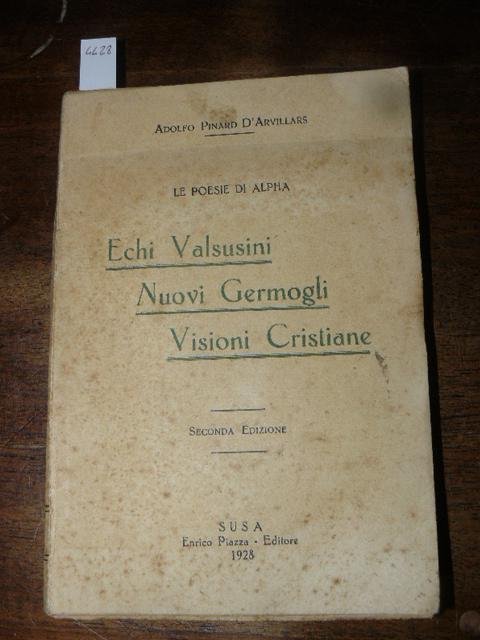 4428
Adolfo Pinard D'Arvillars
LE POESIE DI ALPHA
Echi Valsusini
Nuovi Germogli
Visioni Cristiane
Seconda Edizione
SUSA
Enrico Piazza - Editore
1928